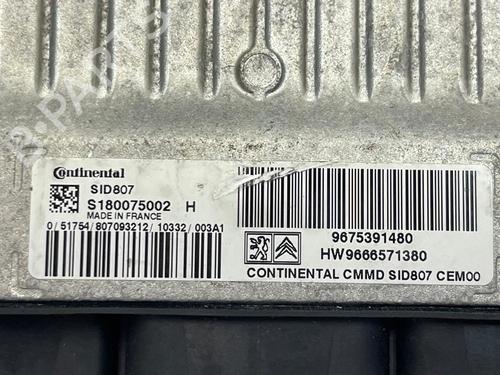 Continental
SID807
S180075002 H
MADE IN FRANCE
0/51754/807093212/10332/003A1
9675391480
HW9666571380
CONTINENTAL CMMD SID807 CEM00
B-PARTS